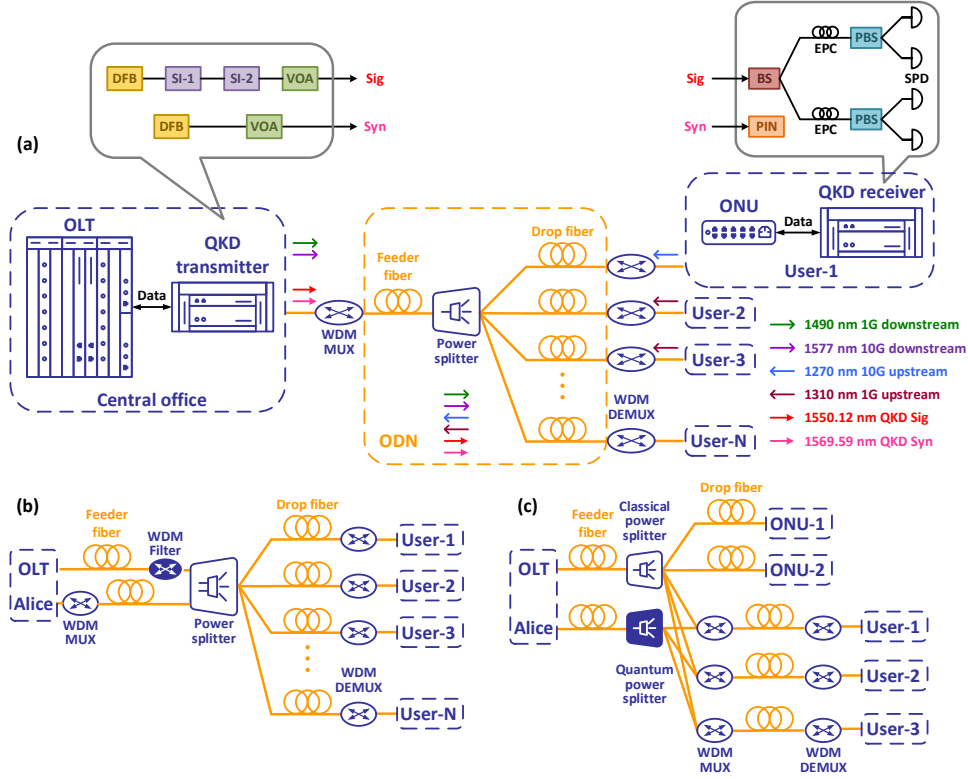 DFB
SI-1
SI-2
VOA
Sig
DFB
VOA
Syn
Sig
BS
EPC
PBS
SPD
Syn
PIN
EPC
PBS
(a)
OLT
QKD
transmitter
Data
Central office
WDM
MUX
Feeder
fiber
Power
splitter
Drop fiber
ODN
WDM
DEMUX
ONU
QKD receiver
Data
User-1
User-2
User-3
User-N
1490 nm 1G downstream
1577 nm 10G downstream
1270 nm 10G upstream
1310 nm 1G upstream
1550.12 nm QKD Sig
1569.59 nm QKD Syn
(b)
Feeder
fiber
WDM
Filter
OLT
Alice
WDM
MUX
Power
splitter
Drop fiber
WDM
DEMUX
User-1
User-2
User-3
User-N
(c)
Feeder
fiber
Classical
power
splitter
Drop fiber
OLT
Alice
Quantum
power
splitter
ONU-1
ONU-2
User-1
User-2
User-3
WDM
MUX
WDM
DEMUX